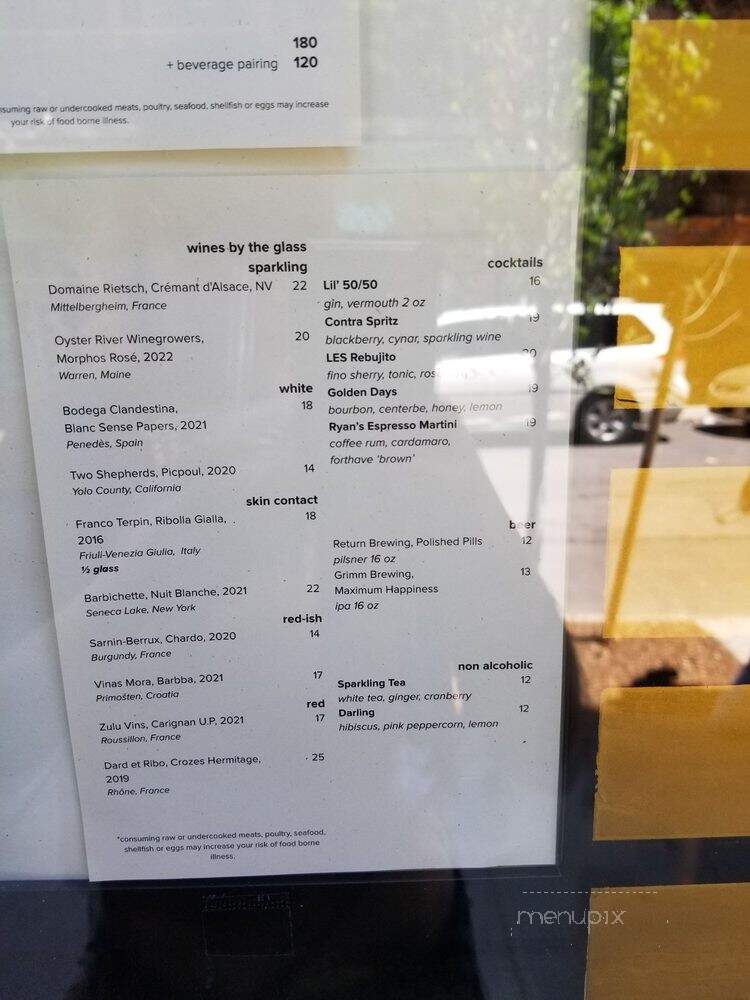 180
+ beverage pairing 120
suming raw or undercooked meats, poultry, seafood, shellfish or eggs may increase
your risk of food borne illness.
wines by the glass
sparkling
Domaine Rietsch, Crémant d'Alsace, NV 22
Mittelbergheim, France
Oyster River Winegrowers, 20
Morphos Rosé, 2022
Warren, Maine
white
Bodega Clandestina, 18
Blanc Sense Papers, 2021
Penedès, Spain
Two Shepherds, Picpoul, 2020 14
Yolo County, California
skin contact
Franco Terpin, Ribolla Gialla, 18
2016
Friuli-Venezia Giulia, Italy
½ glass
Barbichette, Nuit Blanche, 2021 22
Seneca Lake, New York
red-ish
Sarnin-Berrux, Chardo, 2020 14
Burgundy, France
Vinas Mora, Barbba, 2021 17
Primošten, Croatia
red
Zulu Vins, Carignan U.P, 2021 17
Roussillon, France
Dard et Ribo, Crozes Hermitage, 25
2019
Rhône, France
*consuming raw or undercooked meats, poultry, seafood,
shellfish or eggs may increase your risk of food borne
illness.
cocktails
Lil' 50/50 16
gin, vermouth 2 oz
Contra Spritz 19
blackberry, cynar, sparkling wine
LES Rebujito 20
fino sherry, tonic,
Golden Days 19
bourbon, centerbe, honey, lemon
Ryan's Espresso Martini 19
coffee rum, cardamaro,
forthave 'brown'
beer
Return Brewing, Polished Pills 12
pilsner 16 oz
Grimm Brewing, 13
Maximum Happiness
ipa 16 oz
non alcoholic
Sparkling Tea 12
white tea, ginger, cranberry
Darling 12
hibiscus, pink peppercorn, lemon
menupix